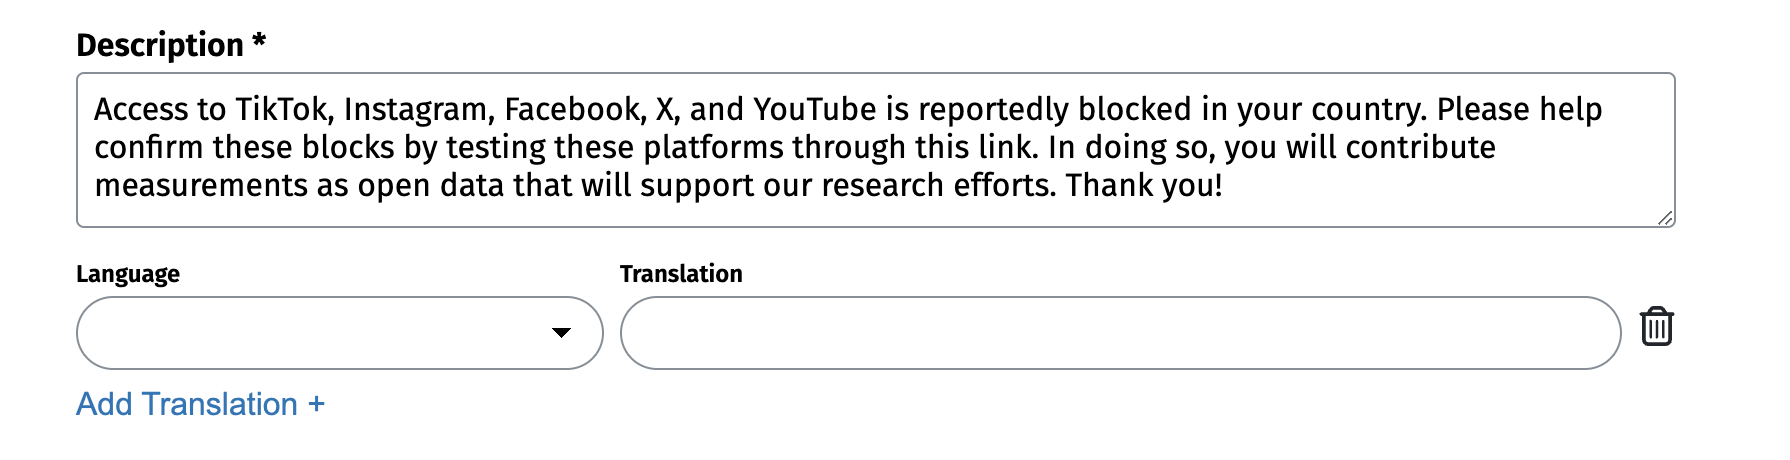 Description *
Access to TikTok, Instagram, Facebook, X, and YouTube is reportedly blocked in your country. Please help
confirm these blocks by testing these platforms through this link. In doing so, you will contribute
measurements as open data that will support our research efforts. Thank you!
Language
Translation
Add Translation +